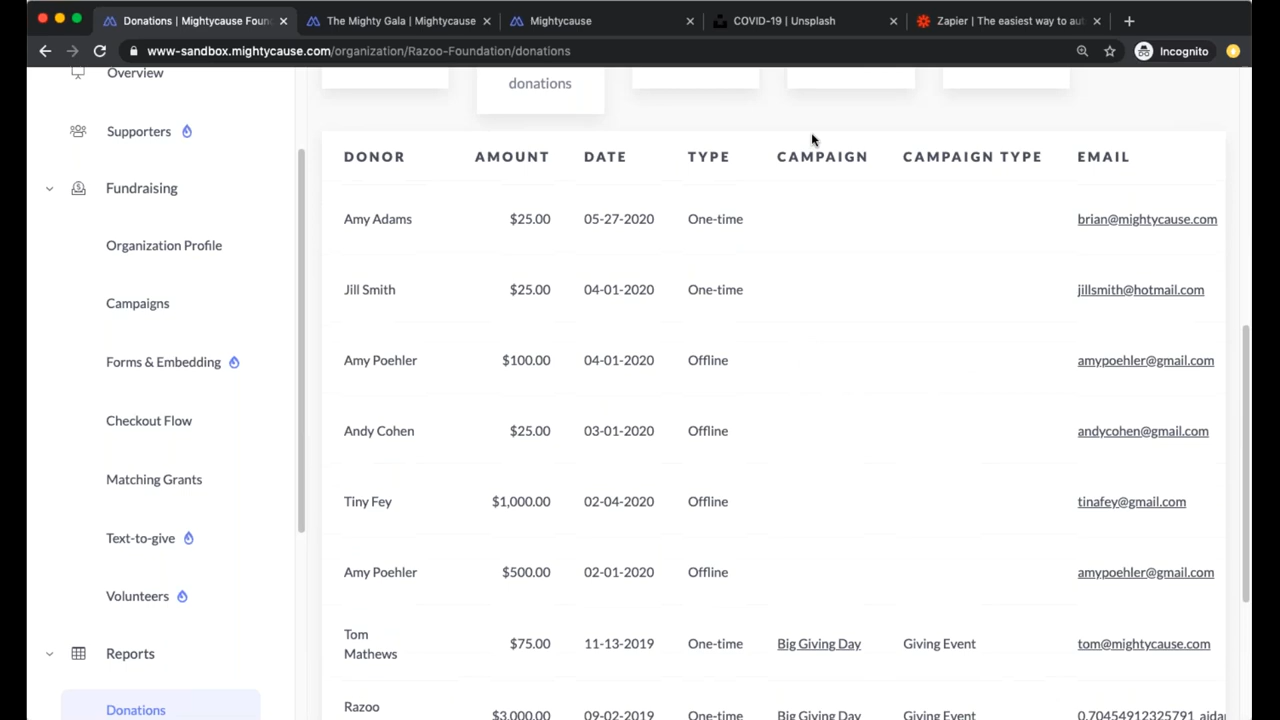 Donations | Mightycause Foun
The Mighty Gala | Mightycause
Mightycause
COVID-19 | Unsplash
Zapier | The easiest way to aut
www-sandbox.mightycause.com/organization/Razoo-Foundation/donations
Incognito
Overview
Supporters
Fundraising
Organization Profile
Campaigns
Forms & Embedding
Checkout Flow
Matching Grants
Text-to-give
Volunteers
Reports
Donations
donations
DONOR AMOUNT DATE TYPE CAMPAIGN CAMPAIGN TYPE EMAIL
Amy Adams $25.00 05-27-2020 One-time brian@mightycause.com
Jill Smith $25.00 04-01-2020 One-time jillsmith@hotmail.com
Amy Poehler $100.00 04-01-2020 Offline amypoehler@gmail.com
Andy Cohen $25.00 03-01-2020 Offline andycohen@gmail.com
Tiny Fey $1,000.00 02-04-2020 Offline tinafey@gmail.com
Amy Poehler $500.00 02-01-2020 Offline amypoehler@gmail.com
Tom
Mathews $75.00 11-13-2019 One-time Big Giving Day Giving Event tom@mightycause.com
Razoo
$3,000.00 09-02-2019 One-time Big Giving Day Giving Event 0.70454912325791_aida